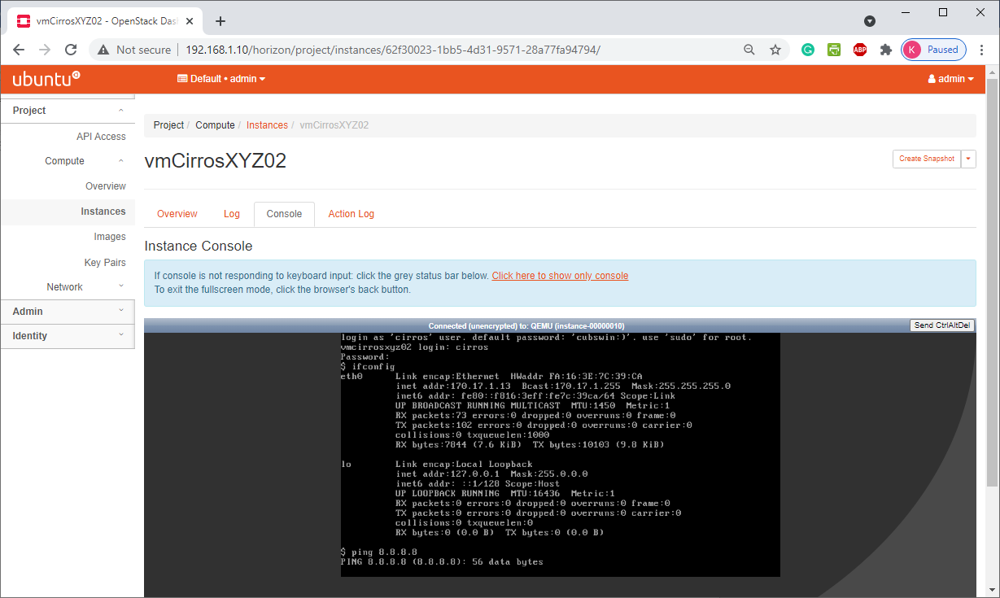 vmCirrosXYZ02 - OpenStack Das
Not secure 192.168.1.10/horizon/project/instances/62f30023-1bb5-4d31-9571-28a77fa94794/
ABP
K Paused
ubuntu Default • admin admin
Project
API Access
Compute
Overview
Instances
Images
Key Pairs
Network
Admin
Identity
Project / Compute / Instances / vmCirrosXYZ02
vmCirrosXYZ02
Create Snapshot
Overview Log Console Action Log
Instance Console
If console is not responding to keyboard input: click the grey status bar below. Click here to show only console
To exit the fullscreen mode, click the browser's back button.
Connected (unencrypted) to: QEMU (instance-00000010) Send CtrlAltDel
login as 'cirros' user. default password: 'cubswin:)'. use 'sudo' for root.
vmcirrosxyz02 login: cirros
Password:
$ ifconfig
eth0 Link encap:Ethernet HWaddr FA:16:3E:7C:39:CA
inet addr:170.17.1.13 Bcast:170.17.1.255 Mask:255.255.255.0
inet6 addr: fe80::f816:3eff:fe7c:39ca/64 Scope:Link
UP BROADCAST RUNNING MULTICAST MTU:1450 Metric:1
RX packets:73 errors:0 dropped:0 overruns:0 frame:0
TX packets:102 errors:0 dropped:0 overruns:0 carrier:0
collisions:0 txqueuelen:1000
RX bytes:7844 (7.6 KiB) TX bytes:10103 (9.8 KiB)
lo Link encap:Local Loopback
inet addr:127.0.0.1 Mask:255.0.0.0
inet6 addr: ::1/128 Scope:Host
UP LOOPBACK RUNNING MTU:16436 Metric:1
RX packets:0 errors:0 dropped:0 overruns:0 frame:0
TX packets:0 errors:0 dropped:0 overruns:0 carrier:0
collisions:0 txqueuelen:0
RX bytes:0 (0.0 B) TX bytes:0 (0.0 B)
$ ping 8.8.8.8
PING 8.8.8.8 (8.8.8.8): 56 data bytes